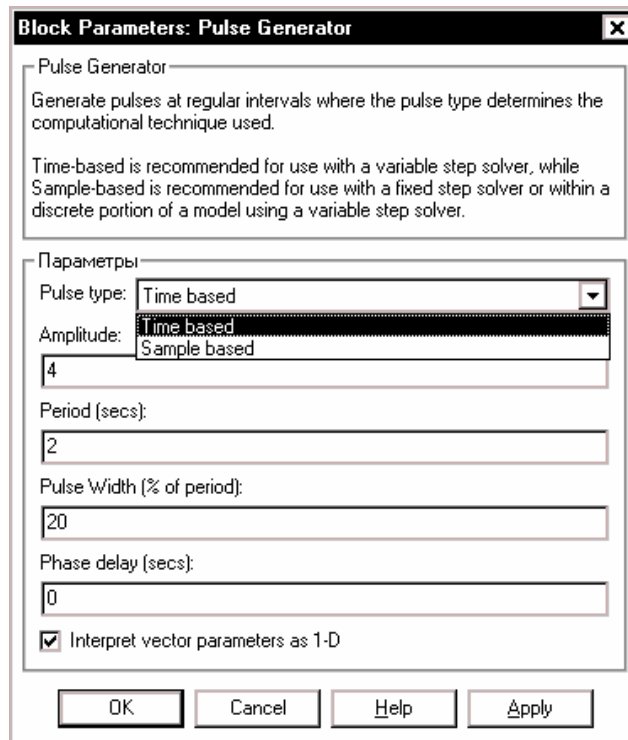 Block Parameters: Pulse Generator
Pulse Generator
Generate pulses at regular intervals where the pulse type determines the
computational technique used.
Time-based is recommended for use with a variable step solver, while
Sample-based is recommended for use with a fixed step solver or within a
discrete portion of a model using a variable step solver.
Параметры
Pulse type: Time based
Time based
Sample based
Amplitude:
4
Period (secs):
2
Pulse Width (% of period):
20
Phase delay (secs):
0
Interpret vector parameters as 1-D
OK Cancel Help Apply